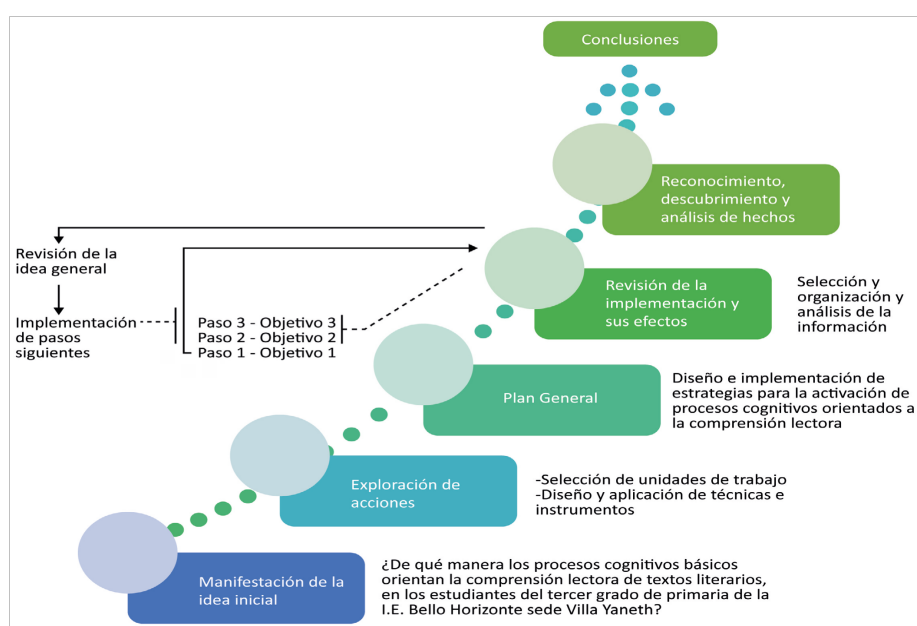 Conclusiones
Reconocimiento,
descubrimiento y
análisis de hechos
Revisión de la
idea general
Implementación
de pasos
siguientes
Paso 3 - Objetivo 3
Paso 2 - Objetivo 2
Paso 1 - Objetivo 1
Revisión de la
implementación y
sus efectos
Selección y
organización y
análisis de la
información
Plan General
Diseño e implementación de
estrategias para la activación de
procesos cognitivos orientados a
la comprensión lectora
Exploración de
acciones
-Selección de unidades de trabajo
-Diseño y aplicación de técnicas e
instrumentos
Manifestación de la
idea inicial
¿De qué manera los procesos cognitivos básicos
orientan la comprensión lectora de textos literarios,
en los estudiantes del tercer grado de primaria de la
I.E. Bello Horizonte sede Villa Yaneth?